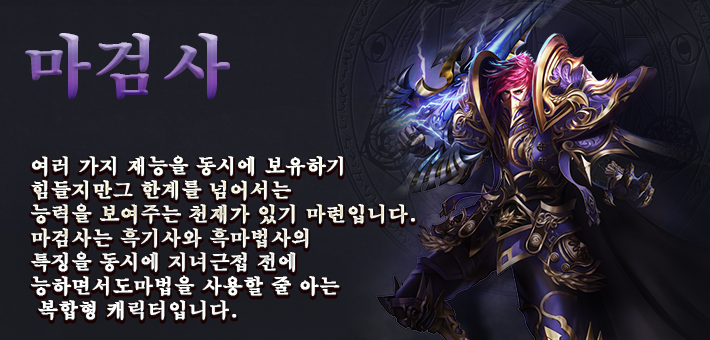 마검사
여러 가지 재능을 동시에 보유하기
힘들지만그 한계를 넘어서는
능력을 보여주는 천재가 있기 마련입니다.
마검사는 흑기사와 흑마법사의
특징을 동시에 지녀근접 전에
능하면서도마법을 사용할 줄 아는
복합형 캐릭터입니다.